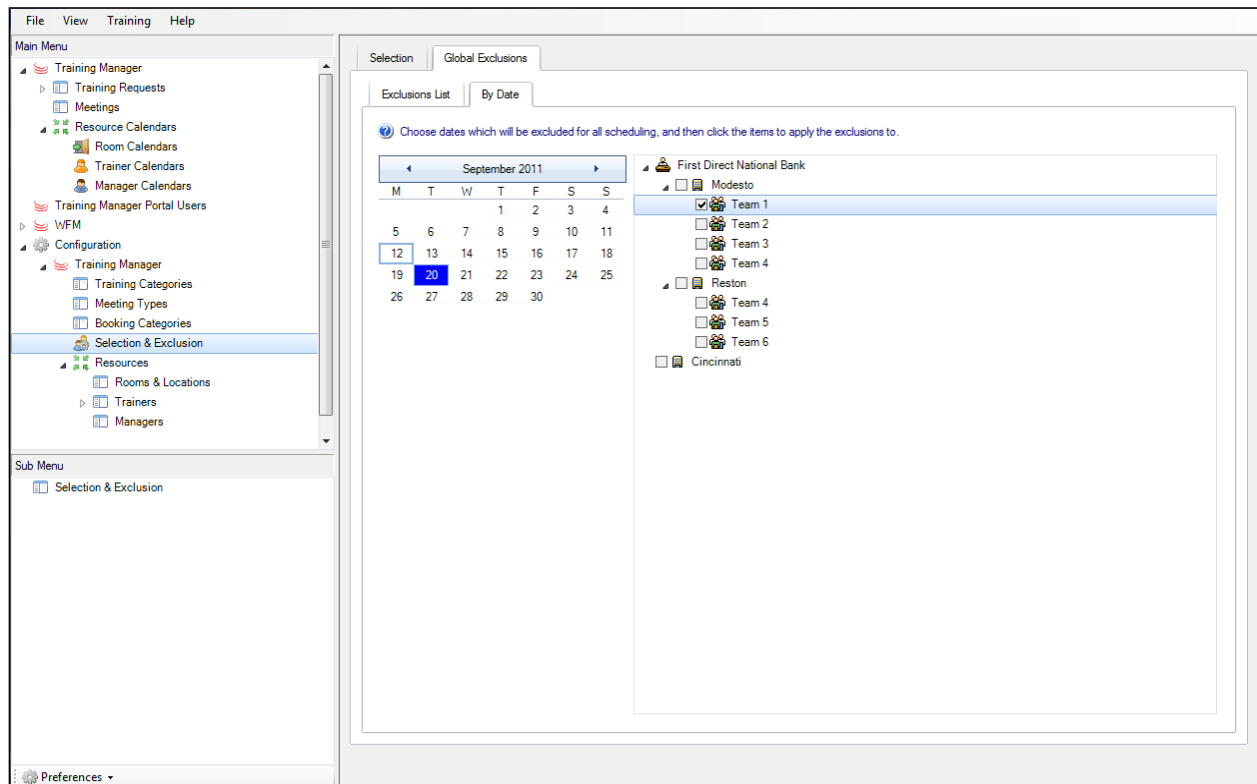 File View Training Help
Main Menu
Training Manager
Training Requests
Meetings
Resource Calendars
Room Calendars
Trainer Calendars
Manager Calendars
Training Manager Portal Users
WFM
Configuration
Training Manager
Training Categories
Meeting Types
Booking Categories
Selection & Exclusion
Resources
Rooms & Locations
Trainers
Managers
Sub Menu
Selection & Exclusion
Preferences
Selection Global Exclusions
Exclusions List By Date
Choose dates which will be excluded for all scheduling, and then click the items to apply the exclusions to.
September 2011
M T W T F S S
1 2 3 4
5 6 7 8 9 10 11
12 13 14 15 16 17 18
19 20 21 22 23 24 25
26 27 28 29 30
First Direct National Bank
Modesto
Team 1
Team 2
Team 3
Team 4
Reston
Team 4
Team 5
Team 6
Cincinnati